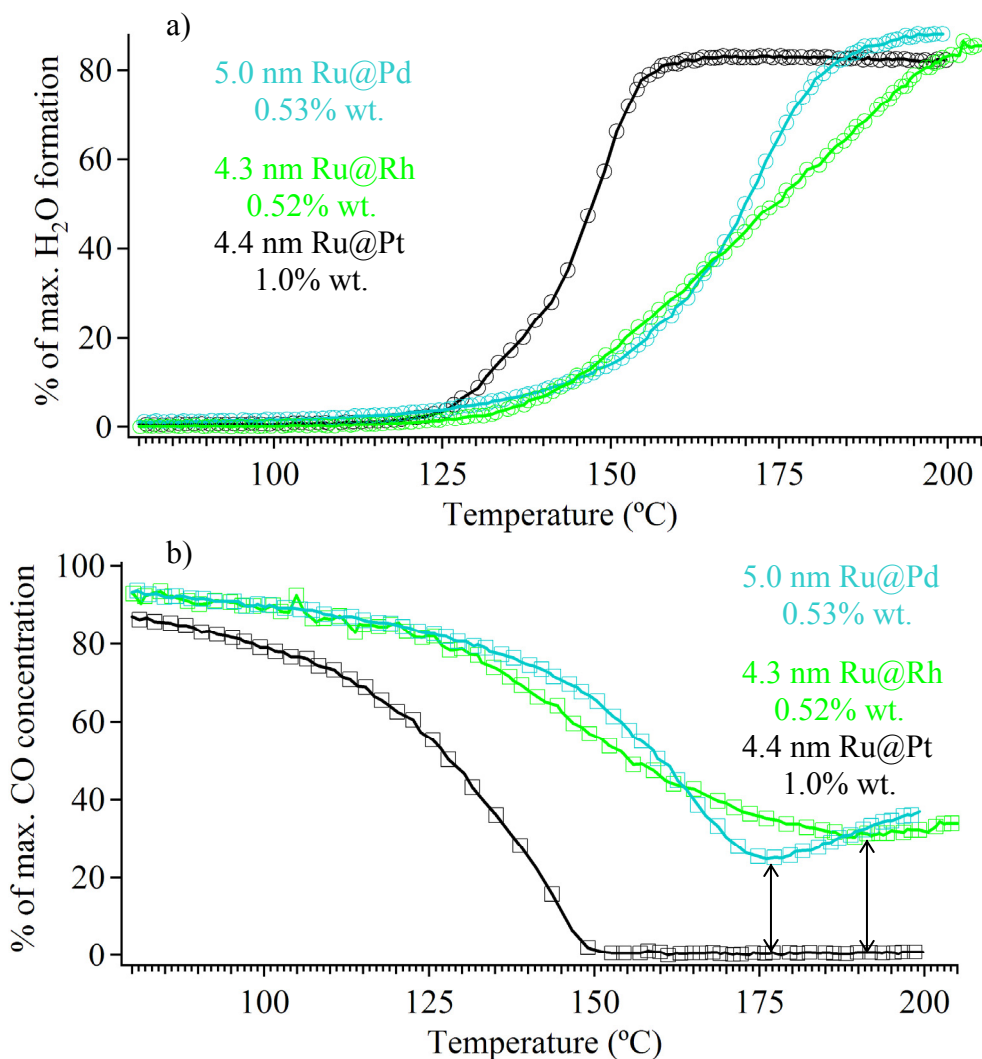 a)
% of max. H₂O formation
80
60
40
20
0
5.0 nm Ru@Pd
0.53% wt.
4.3 nm Ru@Rh
0.52% wt.
4.4 nm Ru@Pt
1.0% wt.
100
125
150
175
200
Temperature (ºC)
b)
% of max. CO concentration
100
80
60
40
20
0
5.0 nm Ru@Pd
0.53% wt.
4.3 nm Ru@Rh
0.52% wt.
4.4 nm Ru@Pt
1.0% wt.
100
125
150
175
200
Temperature (ºC)